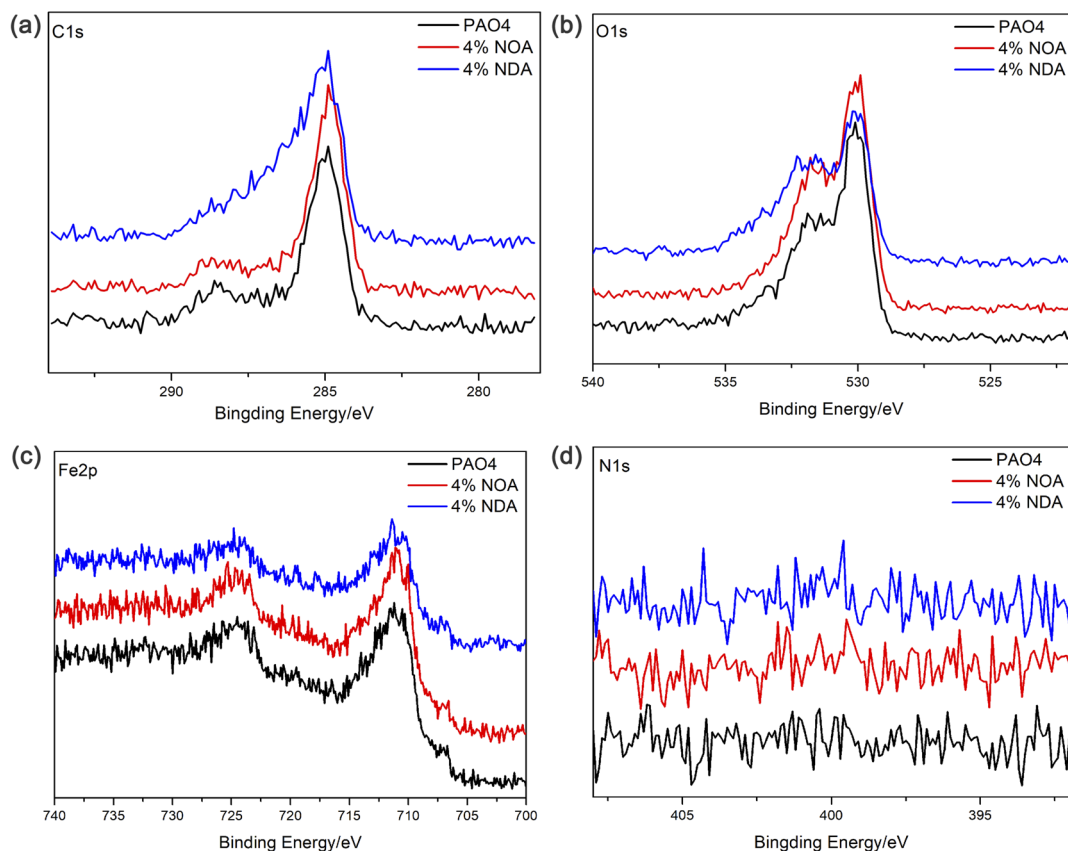 (a)
C1s
PAO4
4% NOA
4% NDA
290
285
280
Bingding Energy/eV
(b)
O1s
PAO4
4% NOA
4% NDA
540
535
530
525
Binding Energy/eV
(c)
Fe2p
PAO4
4% NOA
4% NDA
740
735
730
725
720
715
710
705
700
Binding Energy/eV
(d)
N1s
PAO4
4% NOA
4% NDA
405
400
395
Bingding Energy/eV